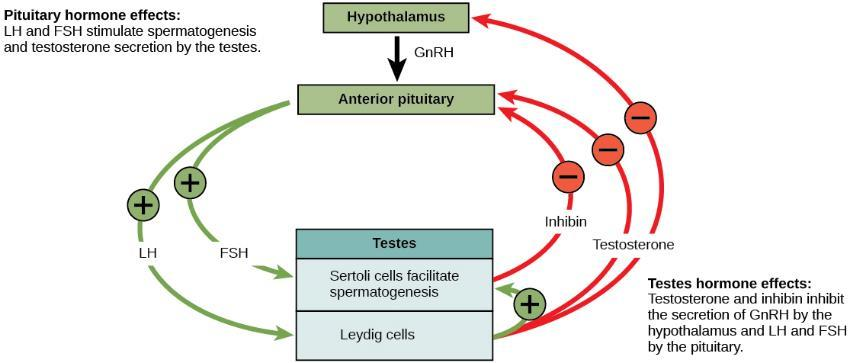 Pituitary hormone effects:
LH and FSH stimulate spermatogenesis
and testosterone secretion by the testes.
Hypothalamus
GnRH
Anterior pituitary
+
+
−
−
−
LH
FSH
Inhibin
Testosterone
Testes
Sertoli cells facilitate
spermatogenesis
Leydig cells
+
Testes hormone effects:
Testosterone and inhibin inhibit
the secretion of GnRH by the
hypothalamus and LH and FSH
by the pituitary.